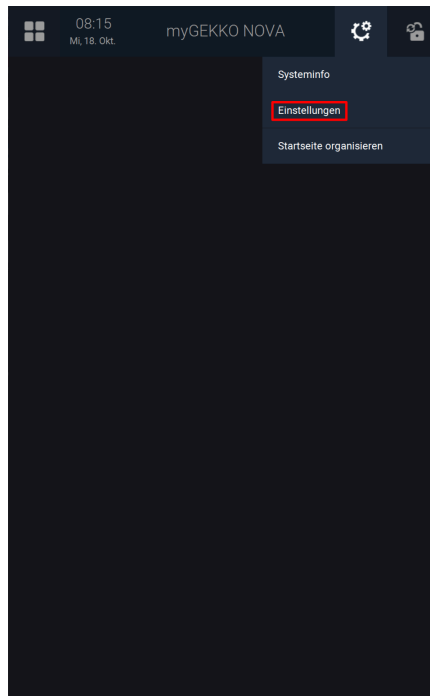 08:15
Mi, 18. Okt.
myGEKKO NOVA
Systeminfo
Einstellungen
Startseite organisieren